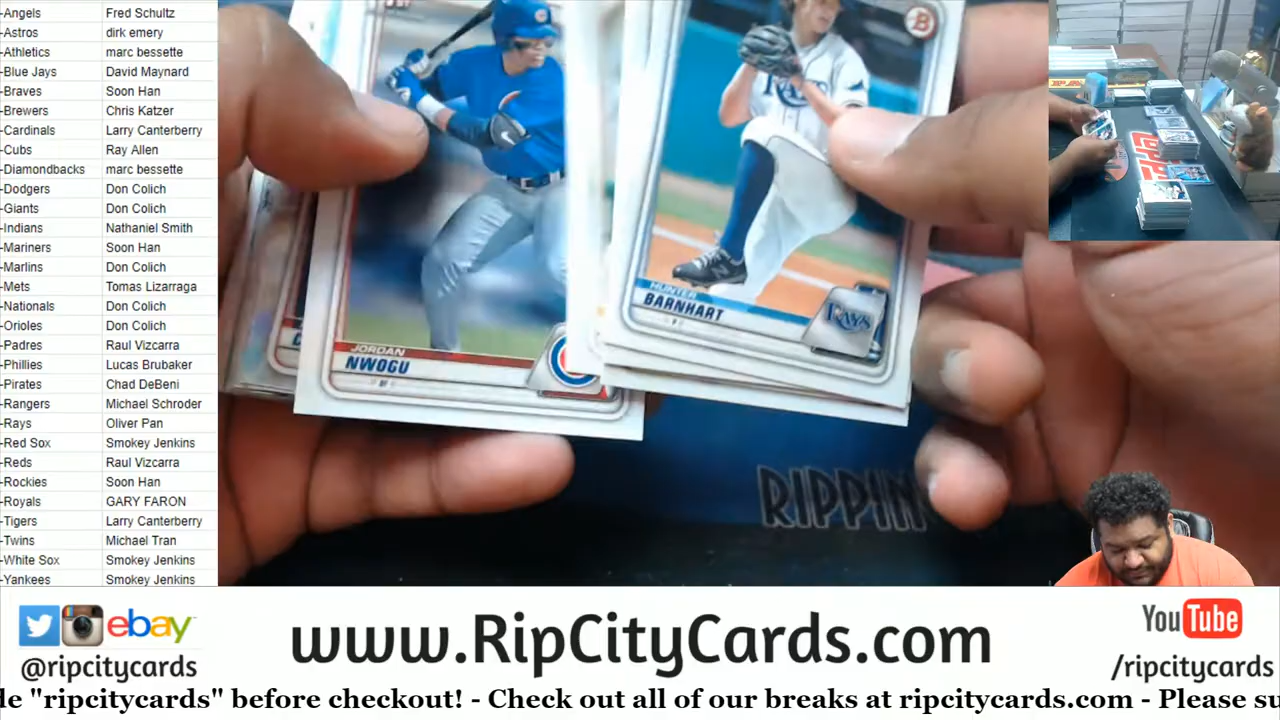 -Angels Fred Schultz
-Astros dirk emery
-Athletics marc bessette
-Blue Jays David Maynard
-Braves Soon Han
-Brewers Chris Katzer
-Cardinals Larry Canterberry
-Cubs Ray Allen
-Diamondbacks marc bessette
-Dodgers Don Colich
-Giants Don Colich
-Indians Nathaniel Smith
-Mariners Soon Han
-Marlins Don Colich
-Mets Tomas Lizarraga
-Nationals Don Colich
-Orioles Don Colich
-Padres Raul Vizcarra
-Phillies Lucas Brubaker
-Pirates Chad DeBeni
-Rangers Michael Schroder
-Rays Oliver Pan
-Red Sox Smokey Jenkins
-Reds Raul Vizcarra
-Rockies Soon Han
-Royals GARY FARON
-Tigers Larry Canterberry
-Twins Michael Tran
-White Sox Smokey Jenkins
-Yankees Smokey Jenkins
JORDAN
NWOGU
HUNTER
BARNHART
RAYS
B
RIPPIN
ebay
@ripcitycards
www.RipCityCards.com
YouTube
/ripcitycards
de "ripcitycards" before checkout! - Check out all of our breaks at ripcitycards.com - Please su